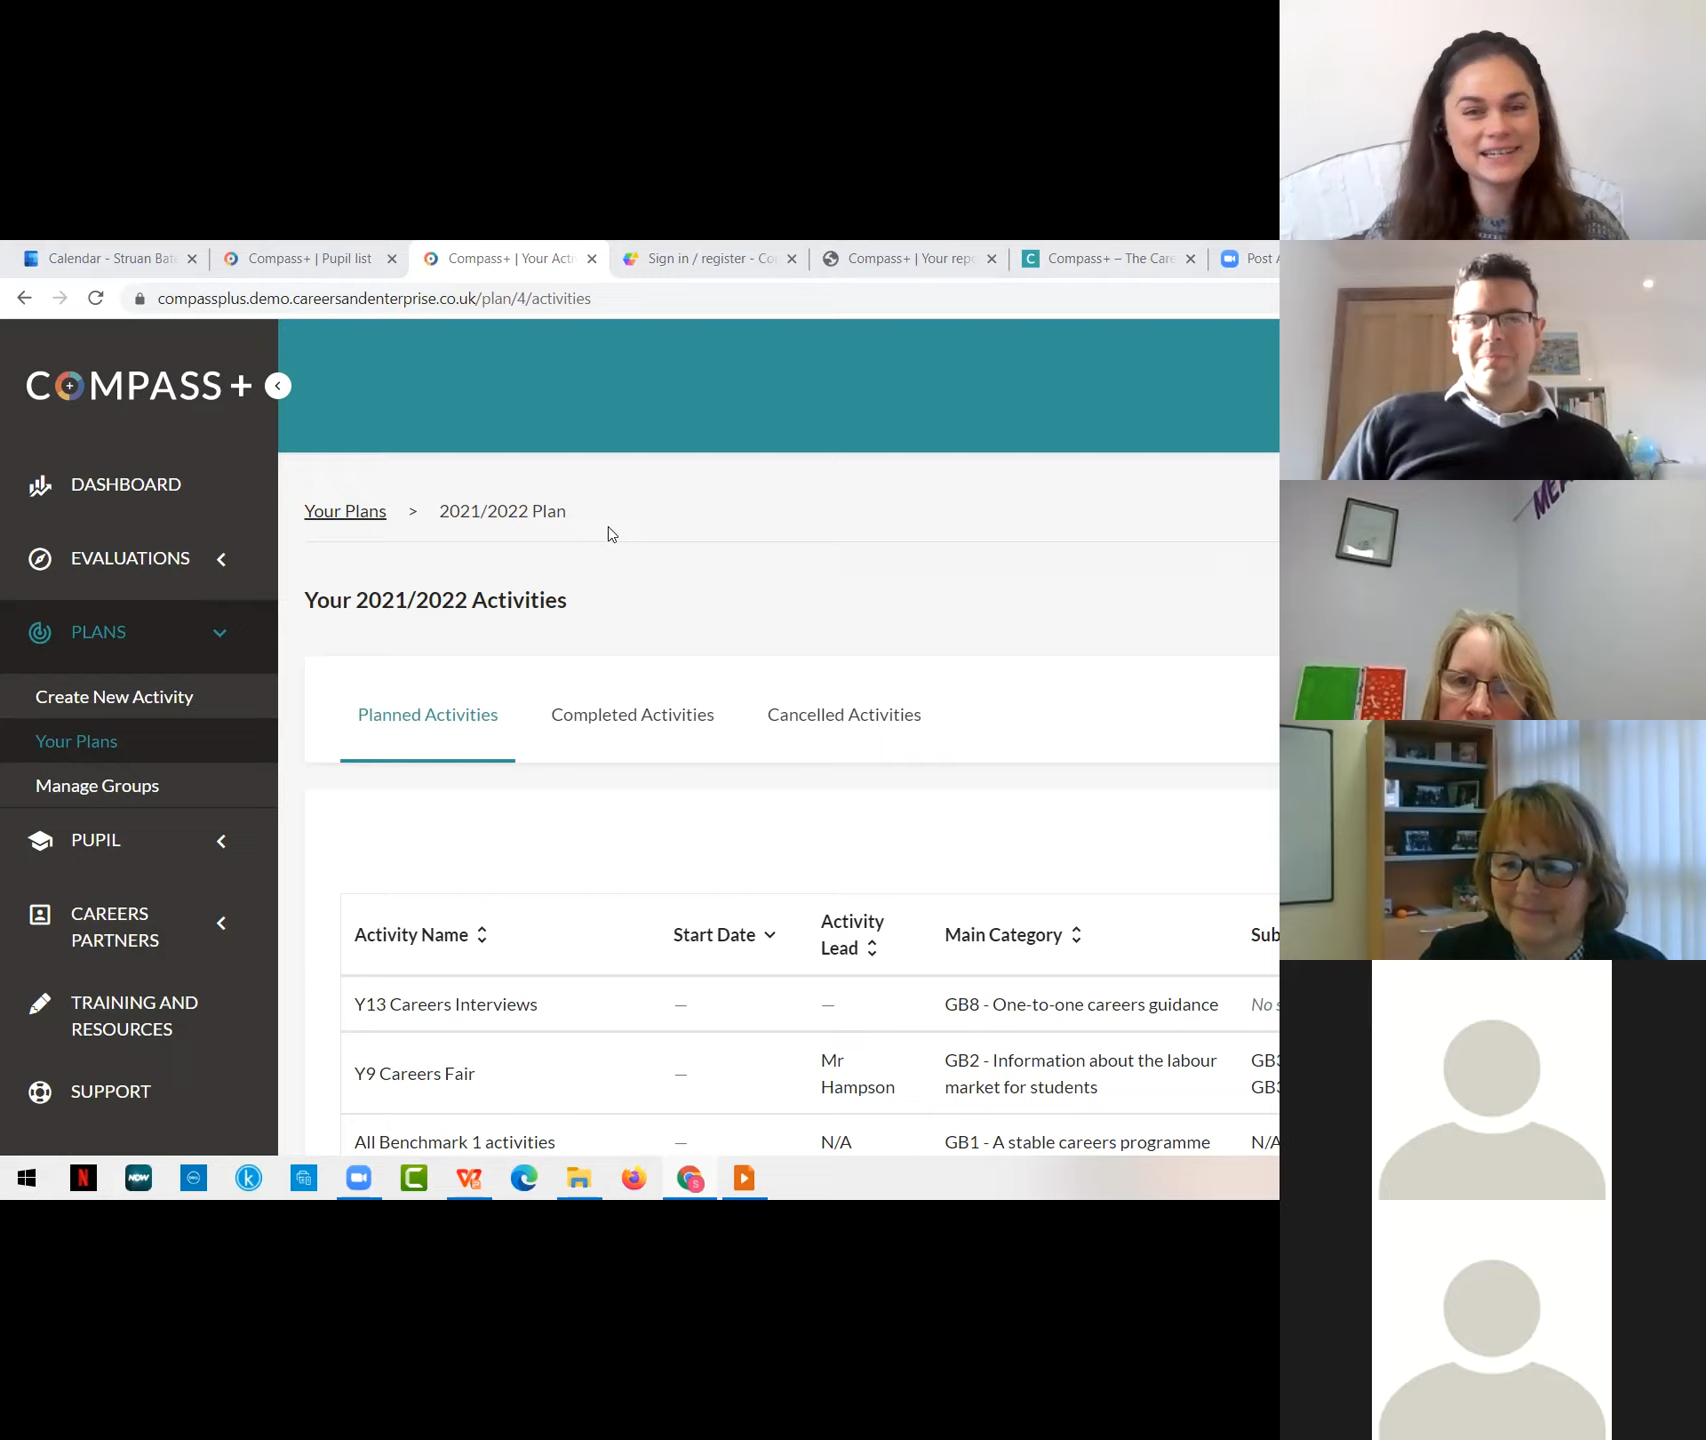 Calendar - Struan Bat
Compass+ | Pupil list
Compass+ | Your Acti
Sign in / register - Co
Compass+ | Your rep
Compass+ – The Care
Post A
compassplus.demo.careersandenterprise.co.uk/plan/4/activities
COMPASS +
DASHBOARD
EVALUATIONS
PLANS
Create New Activity
Your Plans
Manage Groups
PUPIL
CAREERS
PARTNERS
TRAINING AND
RESOURCES
SUPPORT
Your Plans > 2021/2022 Plan
Your 2021/2022 Activities
Planned Activities Completed Activities Cancelled Activities
Activity Name Start Date Activity Lead Main Category Sub
Y13 Careers Interviews — — GB8 - One-to-one careers guidance No s
Y9 Careers Fair — Mr Hampson GB2 - Information about the labour market for students GB3 GB3
All Benchmark 1 activities — N/A GB1 - A stable careers programme N/A
N
NOW